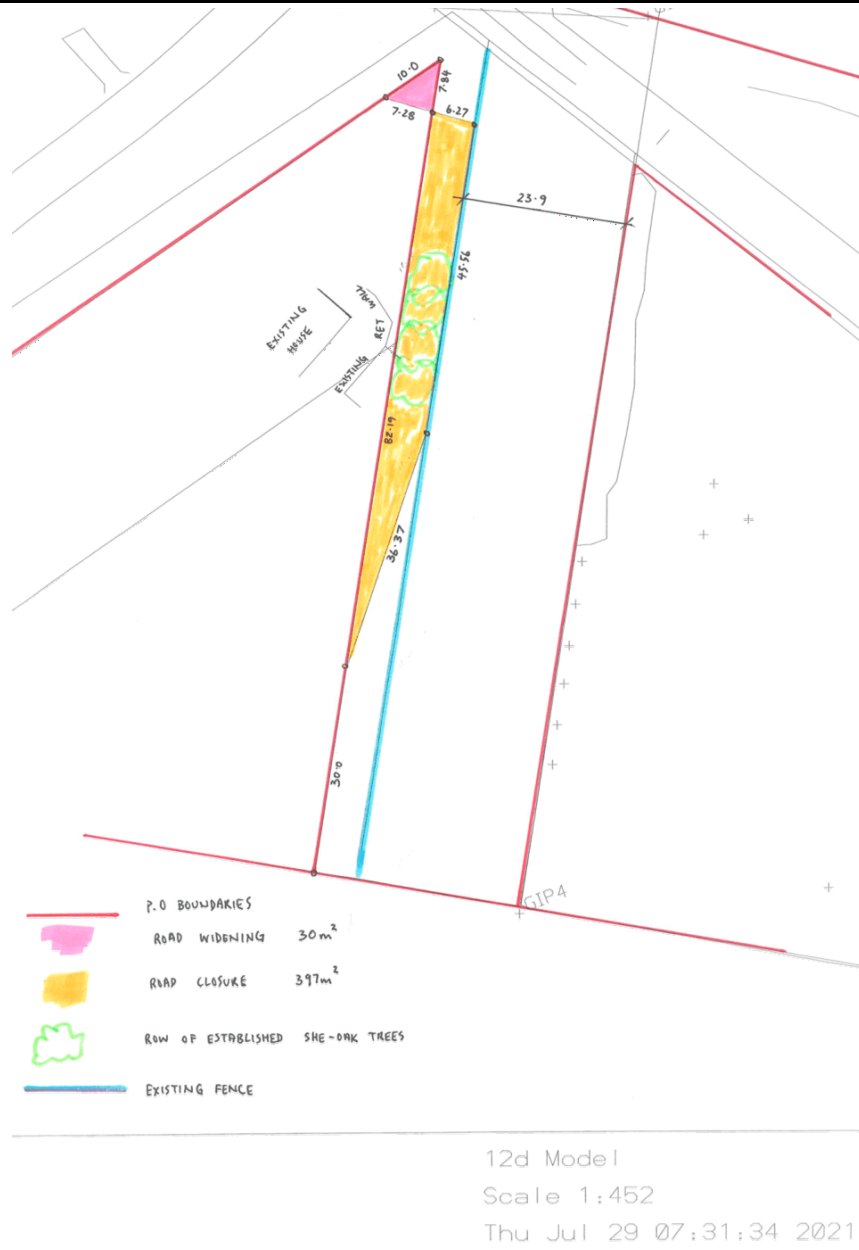 10·0
7·84
7·28
6·27
23·9
45·56
EXISTING
HOUSE
EXISTING RET WALL
82·19
36·37
30·0
GIP4
P.O BOUNDARIES
ROAD WIDENING 30m²
ROAD CLOSURE 397m²
ROW OF ESTABLISHED SHE-OAK TREES
EXISTING FENCE
12d Model
Scale 1:452
Thu Jul 29 07:31:34 2021